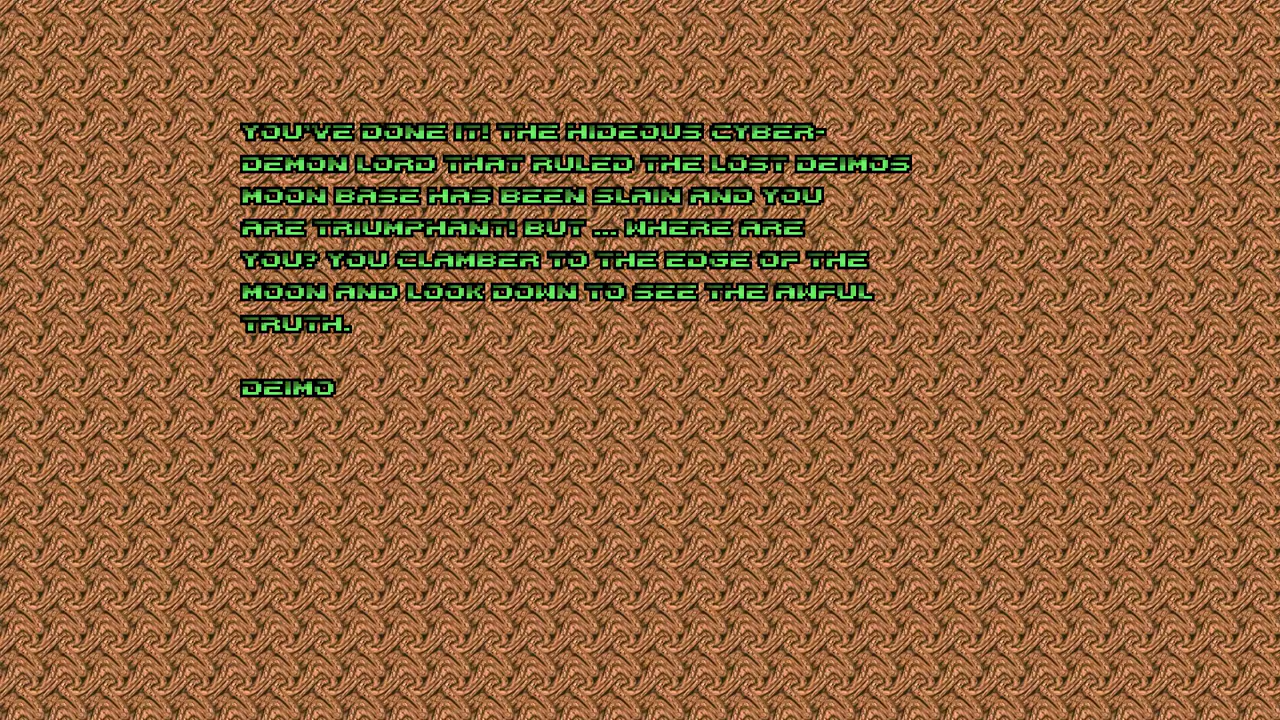 YOU'VE DONE IT! THE HIDEOUS CYBER-
DEMON LORD THAT RULED THE LOST DEIMOS
MOON BASE HAS BEEN SLAIN AND YOU
ARE TRIUMPHANT! BUT ... WHERE ARE
YOU? YOU CLAMBER TO THE EDGE OF THE
MOON AND LOOK DOWN TO SEE THE AWFUL
TRUTH.
DEIMO